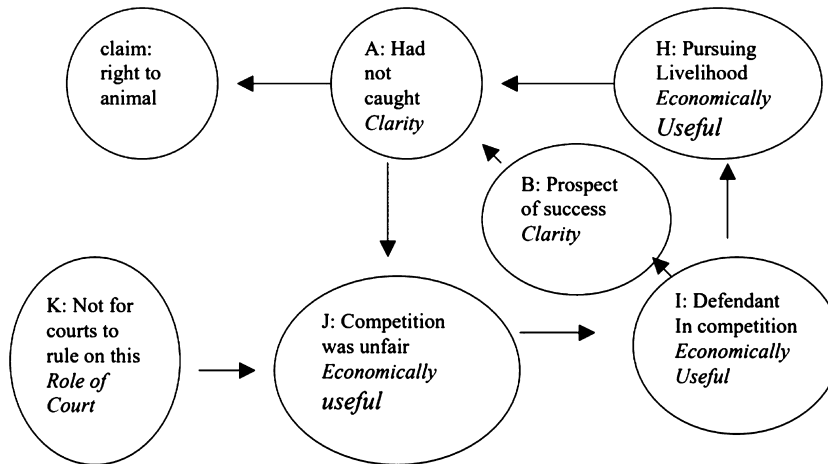 claim:
right to
animal
A: Had
not
caught
Clarity
H: Pursuing
Livelihood
Economically
Useful
B: Prospect
of success
Clarity
K: Not for
courts to
rule on this
Role of
Court
J: Competition
was unfair
Economically
useful
I: Defendant
In competition
Economically
Useful